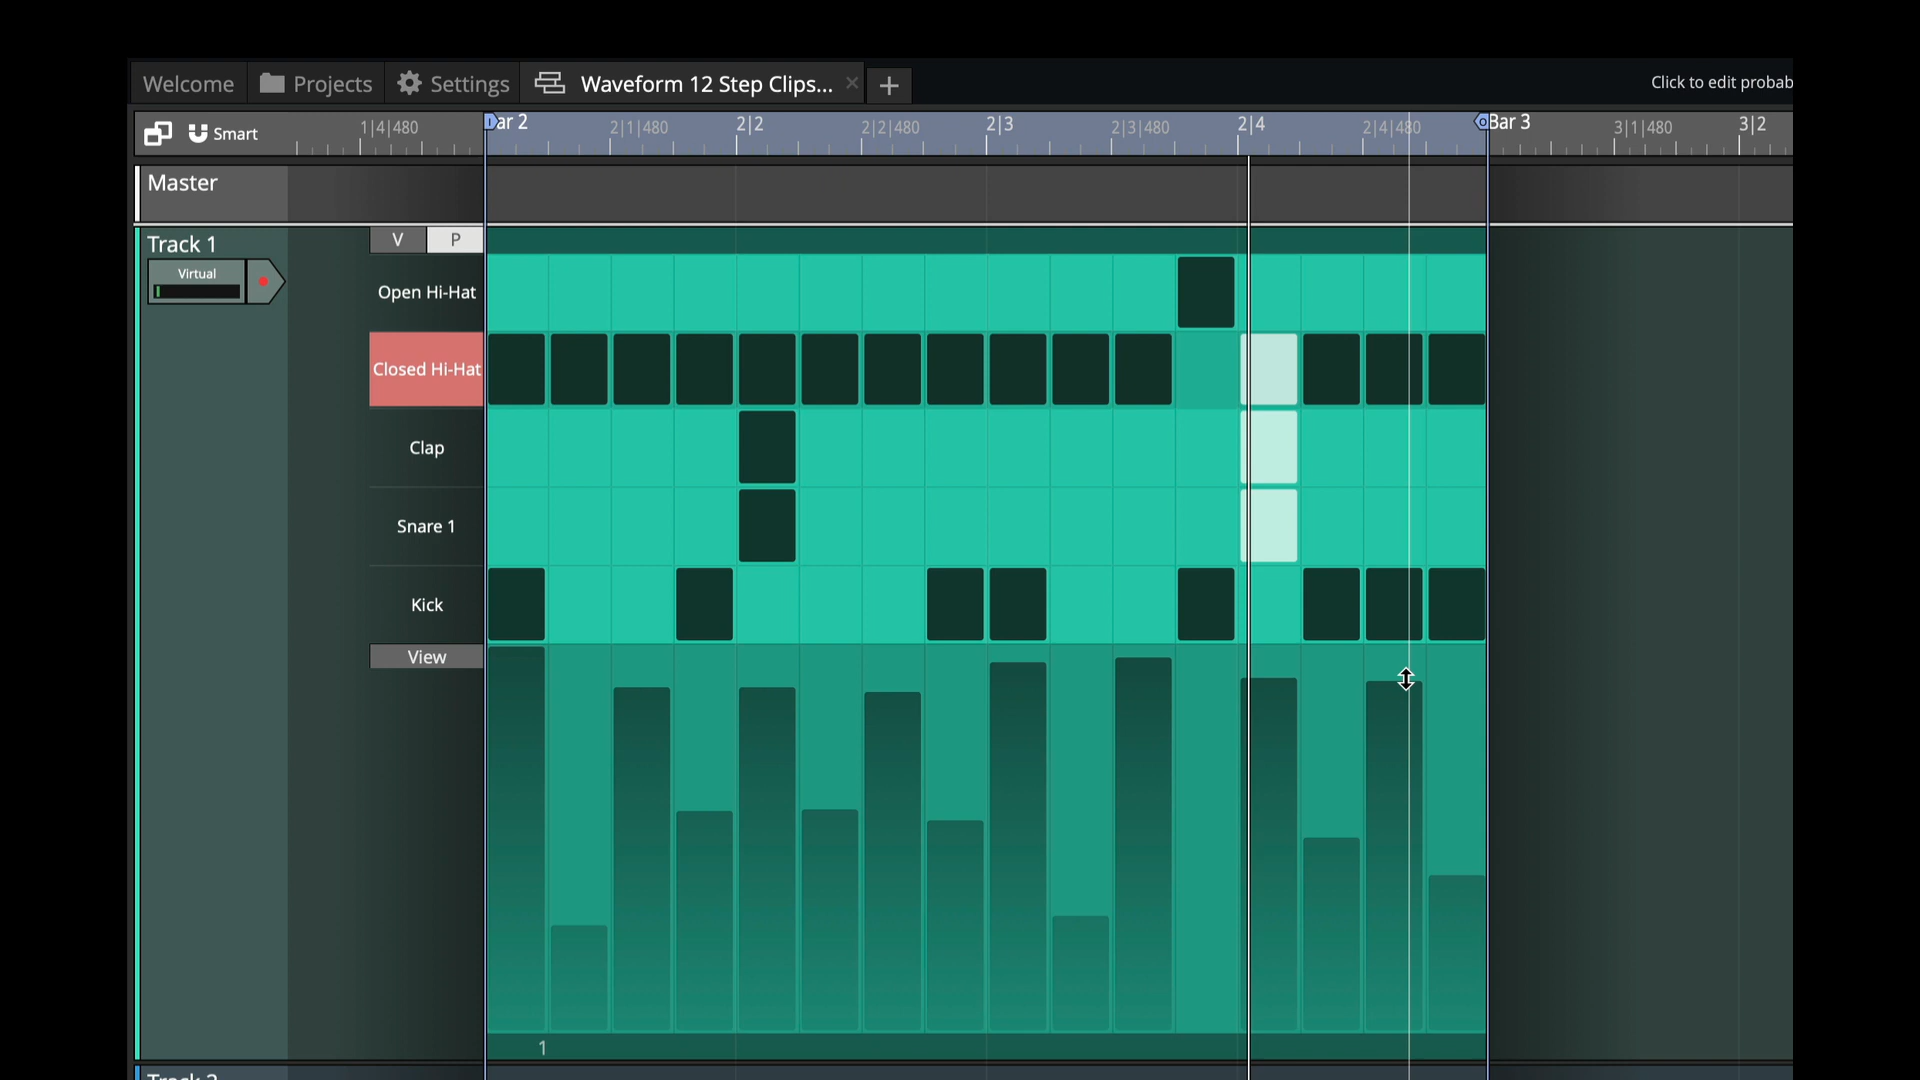 Welcome Projects Settings Waveform 12 Step Clips... × + Click to edit probab
Smart 1|4|480 ar 2 2|1|480 2|2 2|2|480 2|3 2|3|480 2|4 2|4|480 Bar 3 3|1|480 3|2
Master
Track 1 V P
Virtual
Open Hi-Hat
Closed Hi-Hat
Clap
Snare 1
Kick
View
1
Track 2